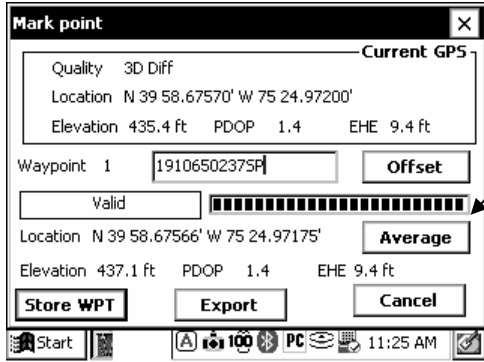 Mark point
Current GPS
Quality 3D Diff
Location N 39 58.67570' W 75 24.97200'
Elevation 435.4 ft PDOP 1.4 EHE 9.4 ft
Waypoint 1 1910650237SP Offset
Valid
Location N 39 58.67566' W 75 24.97175' Average
Elevation 437.1 ft PDOP 1.4 EHE 9.4 ft
Store WPT Export Cancel
Start A 100 PC 11:25 AM